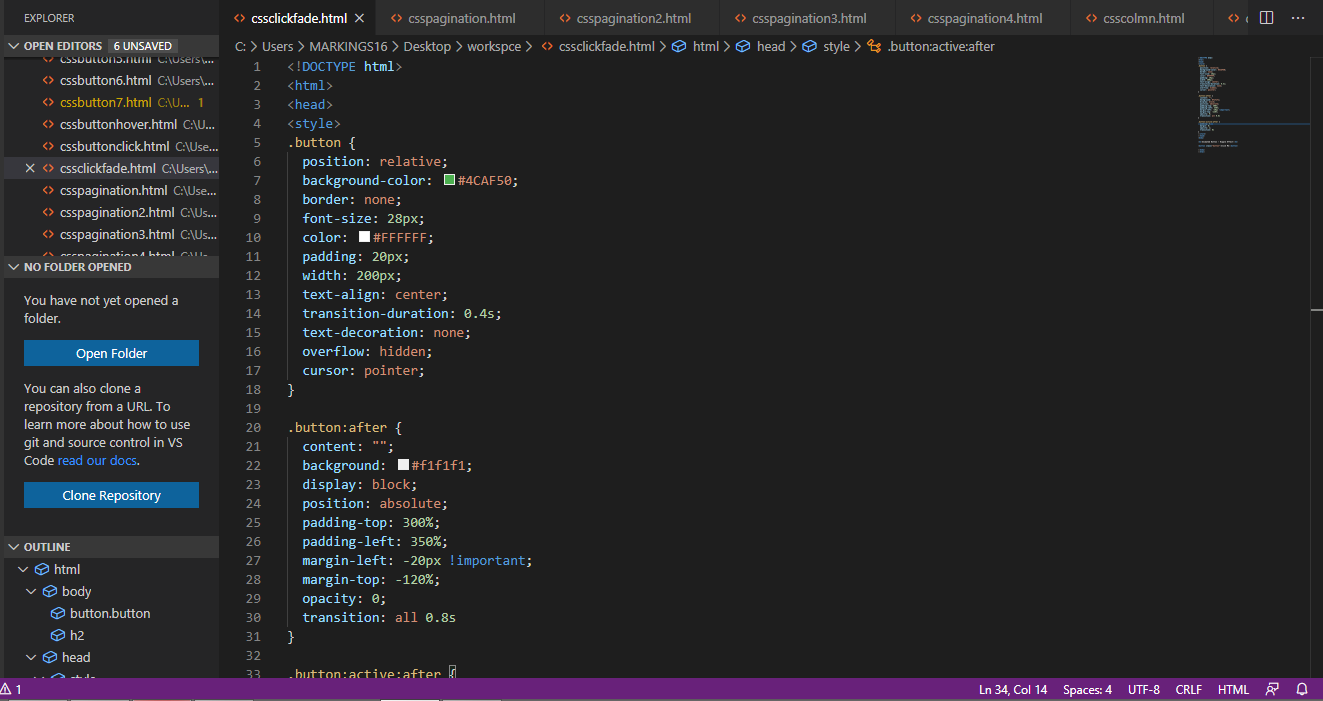 EXPLORER
OPEN EDITORS 6 UNSAVED
cssbutton5.html C:\Users\...
cssbutton6.html C:\Users\...
cssbutton7.html C:\U... 1
cssbuttonhover.html C:\U...
cssbuttonclick.html C:\Use...
cssclickfade.html C:\Users\...
csspagination.html C:\Use...
csspagination2.html C:\Us...
csspagination3.html C:\Us...
csspagination4.html C:\Us...
NO FOLDER OPENED
You have not yet opened a
folder.
Open Folder
You can also clone a
repository from a URL. To
learn more about how to use
git and source control in VS
Code read our docs.
Clone Repository
OUTLINE
html
body
button.button
h2
head
style
cssclickfade.html csspagination.html csspagination2.html csspagination3.html csspagination4.html csscolmn.html
C: > Users > MARKINGS16 > Desktop > workspce > cssclickfade.html > html > head > style > .button:active:after
1 <!DOCTYPE html>
2 <html>
3 <head>
4 <style>
5 .button {
6 position: relative;
7 background-color: #4CAF50;
8 border: none;
9 font-size: 28px;
10 color: #FFFFFF;
11 padding: 20px;
12 width: 200px;
13 text-align: center;
14 transition-duration: 0.4s;
15 text-decoration: none;
16 overflow: hidden;
17 cursor: pointer;
18 }
19
20 .button:after {
21 content: "";
22 background: #f1f1f1;
23 display: block;
24 position: absolute;
25 padding-top: 300%;
26 padding-left: 350%;
27 margin-left: -20px !important;
28 margin-top: -120%;
29 opacity: 0;
30 transition: all 0.8s
31 }
32
33 .button:active:after {
1
Ln 34, Col 14 Spaces: 4 UTF-8 CRLF HTML